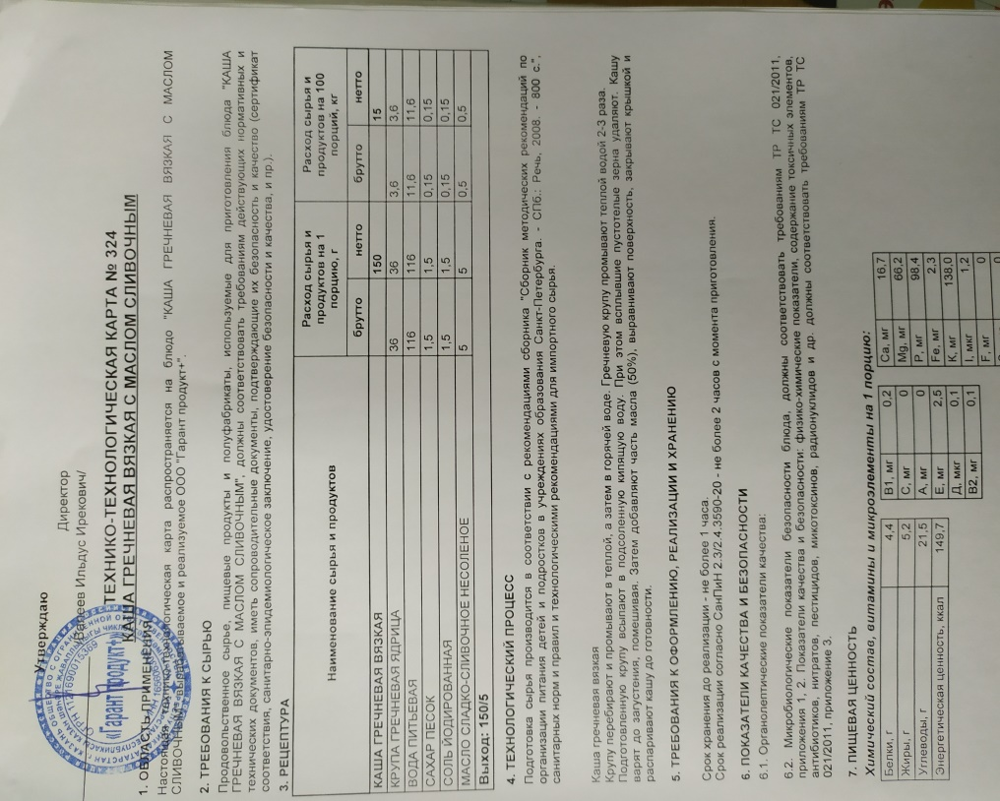 Утверждаю
Директор
Ирекович/
«Гарант продукт+»
ТЕХНИКО-ТЕХНОЛОГИЧЕСКАЯ КАРТА № 324
КАША ГРЕЧНЕВАЯ ВЯЗКАЯ С МАСЛОМ СЛИВОЧНЫМ
1. ОБЛАСТЬ ПРИМЕНЕНИЯ
Настоящая технико-технологическая карта распространяется на блюдо "КАША ГРЕЧНЕВАЯ ВЯЗКАЯ С МАСЛОМ
СЛИВОЧНЫМ", вырабатываемое и реализуемое ООО "Гарант продукт+".
2. ТРЕБОВАНИЯ К СЫРЬЮ
Продовольственное сырье, пищевые продукты и полуфабрикаты, используемые для приготовления блюда "КАША
ГРЕЧНЕВАЯ ВЯЗКАЯ С МАСЛОМ СЛИВОЧНЫМ", должны соответствовать требованиям действующих нормативных и
технических документов, иметь сопроводительные документы, подтверждающие их безопасность и качество (сертификат
соответствия, санитарно-эпидемиологическое заключение, удостоверение безопасности и качества, и пр.).
3. РЕЦЕПТУРА
Наименование сырья и продуктов Расход сырья и продуктов на 1 порцию, г Расход сырья и продуктов на 100 порций, кг
брутто нетто брутто нетто
КАША ГРЕЧНЕВАЯ ВЯЗКАЯ 150 15
КРУПА ГРЕЧНЕВАЯ ЯДРИЦА 36 36 3,6 3,6
ВОДА ПИТЬЕВАЯ 116 116 11,6 11,6
САХАР ПЕСОК 1,5 1,5 0,15 0,15
СОЛЬ ЙОДИРОВАННАЯ 1,5 1,5 0,15 0,15
МАСЛО СЛАДКО-СЛИВОЧНОЕ НЕСОЛЕНОЕ 5 5 0,5 0,5
Выход: 150/5
4. ТЕХНОЛОГИЧЕСКИЙ ПРОЦЕСС
Подготовка сырья производится в соответствии с рекомендациями сборника "Сборник методических рекомендаций по
организации питания детей и подростков в учреждениях образования Санкт-Петербурга. - СПб.: Речь, 2008. - 800 с.",
санитарных норм и правил и технологическими рекомендациями для импортного сырья.
Каша гречневая вязкая
Крупу перебирают и промывают в теплой, а затем в горячей воде. Гречневую крупу промывают теплой водой 2-3 раза.
Подготовленную крупу всыпают в подсоленную кипящую воду. При этом всплывшие пустотелые зерна удаляют. Кашу
варят до загустения, помешивая. Затем добавляют часть масла (50%), выравнивают поверхность, закрывают крышкой и
распаривают кашу до готовности.
5. ТРЕБОВАНИЯ К ОФОРМЛЕНИЮ, РЕАЛИЗАЦИИ И ХРАНЕНИЮ
Срок хранения до реализации - не более 1 часа.
Срок реализации согласно СанПиН 2.3/2.4.3590-20 - не более 2 часов с момента приготовления.
6. ПОКАЗАТЕЛИ КАЧЕСТВА И БЕЗОПАСНОСТИ
6.1. Органолептические показатели качества:
6.2. Микробиологические показатели безопасности блюда, должны соответствовать требованиям ТР ТС 021/2011,
приложения 1, 2. Показатели качества и безопасности: физико-химические показатели, содержание токсичных элементов,
антибиотиков, нитратов, пестицидов, микотоксинов, радионуклидов и др. должны соответствовать требованиям ТР ТС
021/2011, приложение 3.
7. ПИЩЕВАЯ ЦЕННОСТЬ
Химический состав, витамины и микроэлементы на 1 порцию:
Белки, г 4,4
Жиры, г 5,2
Углеводы, г 21,5
Энергетическая ценность, ккал 149,7
В1, мг 0,2
С, мг 0
А, мг 0
Е, мг 2,5
Д, мкг 0,1
В2, мг 0,1
Ca, мг 16,7
Mg, мг 66,2
P, мг 98,4
Fe, мг 2,3
К, мг 138,0
I, мкг 1,2
F, мг 0
0